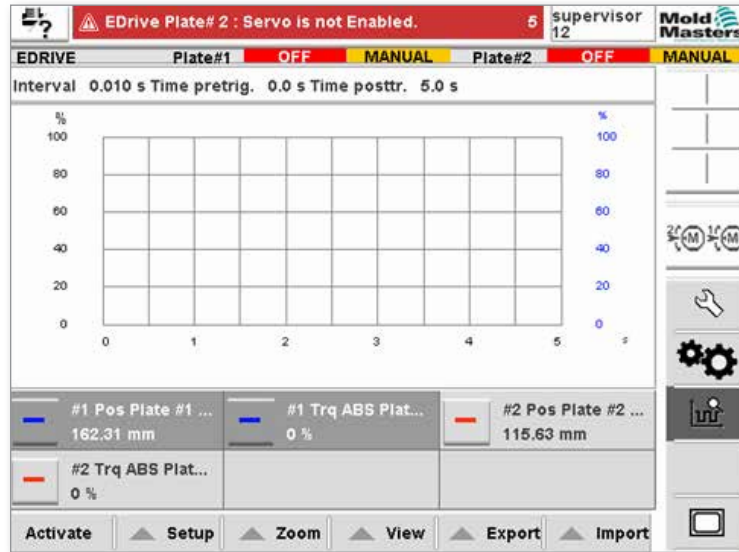 EDrive Plate# 2 : Servo is not Enabled. 5
supervisor
12
Mold
Masters
EDRIVE Plate#1 OFF MANUAL Plate#2 OFF MANUAL
Interval 0.010 s Time pretrig. 0.0 s Time posttr. 5.0 s
% %
100 100
80 80
60 60
40 40
20 20
0 0
0 1 2 3 4 5 s
#1 Pos Plate #1 ...
162.31 mm
#1 Trq ABS Plat...
0 %
#2 Pos Plate #2 ...
115.63 mm
#2 Trq ABS Plat...
0 %
Activate Setup Zoom View Export Import